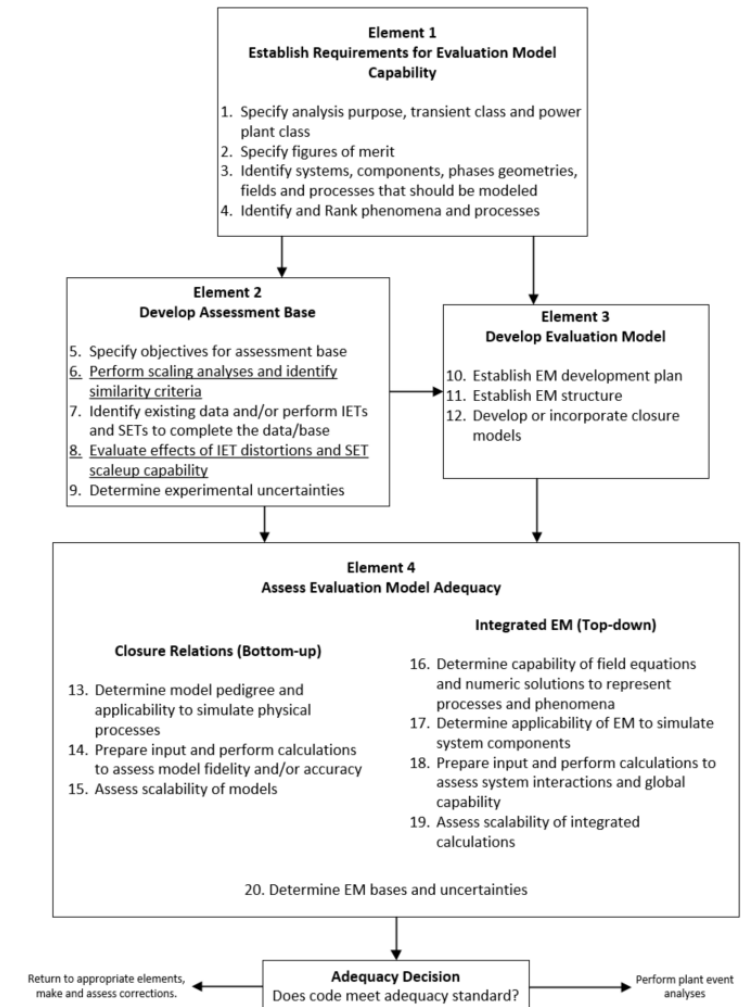 Element 1
Establish Requirements for Evaluation Model
Capability
1. Specify analysis purpose, transient class and power
plant class
2. Specify figures of merit
3. Identify systems, components, phases geometries,
fields and processes that should be modeled
4. Identify and Rank phenomena and processes
Element 2
Develop Assessment Base
5. Specify objectives for assessment base
6. Perform scaling analyses and identify
similarity criteria
7. Identify existing data and/or perform IETs
and SETs to complete the data/base
8. Evaluate effects of IET distortions and SET
scaleup capability
9. Determine experimental uncertainties
Element 3
Develop Evaluation Model
10. Establish EM development plan
11. Establish EM structure
12. Develop or incorporate closure
models
Element 4
Assess Evaluation Model Adequacy
Closure Relations (Bottom-up)
13. Determine model pedigree and
applicability to simulate physical
processes
14. Prepare input and perform calculations
to assess model fidelity and/or accuracy
15. Assess scalability of models
Integrated EM (Top-down)
16. Determine capability of field equations
and numeric solutions to represent
processes and phenomena
17. Determine applicability of EM to simulate
system components
18. Prepare input and perform calculations to
assess system interactions and global
capability
19. Assess scalability of integrated
calculations
20. Determine EM bases and uncertainties
Return to appropriate elements,
make and assess corrections.
Adequacy Decision
Does code meet adequacy standard?
Perform plant event
analyses